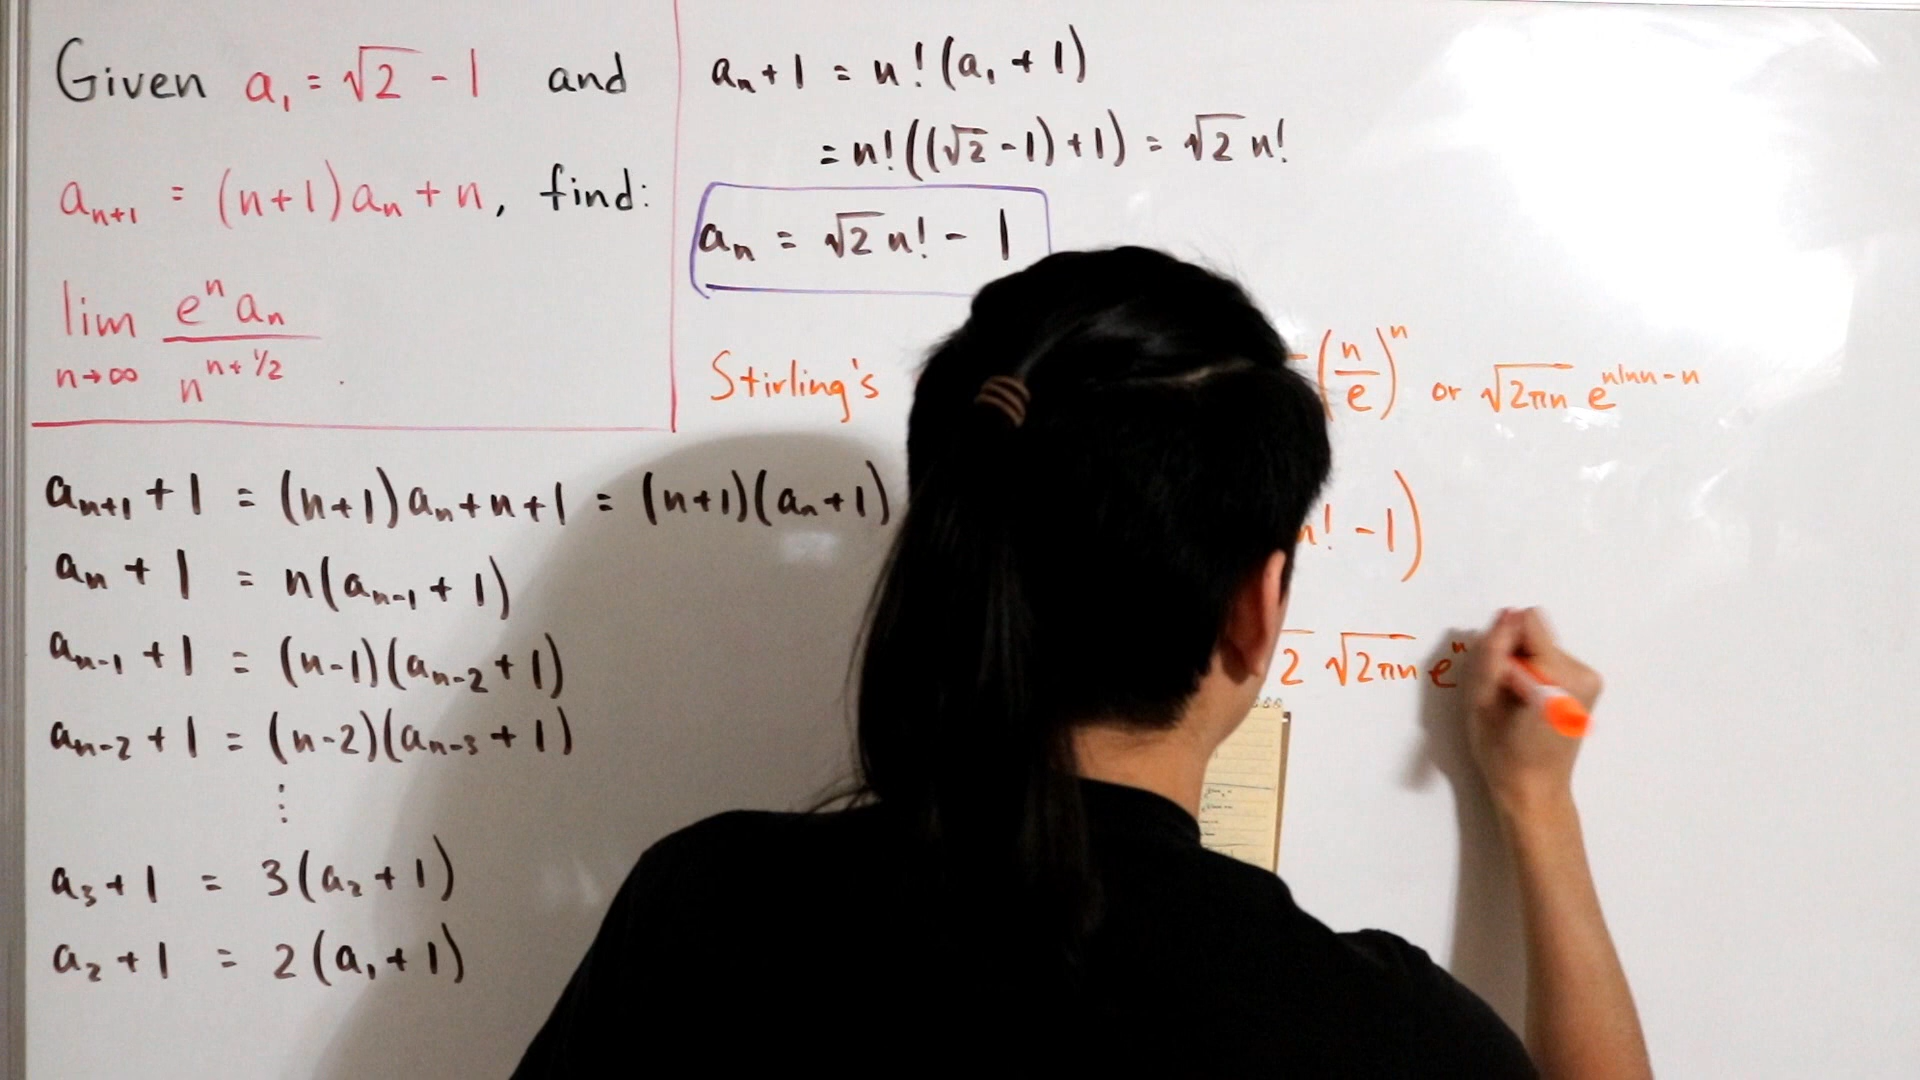 Given a₁ = √2 - 1 and
aₙ₊₁ = (n+1)aₙ + n, find:
lim n→∞ eⁿaₙ / n^(n+1/2) .
aₙ₊₁ + 1 = (n+1)aₙ + n + 1 = (n+1)(aₙ+1)
aₙ + 1 = n(aₙ₋₁ + 1)
aₙ₋₁ + 1 = (n-1)(aₙ₋₂ + 1)
aₙ₋₂ + 1 = (n-2)(aₙ₋₃ + 1)
⋮
a₃ + 1 = 3(a₂ + 1)
a₂ + 1 = 2(a₁ + 1)
aₙ + 1 = n!(a₁ + 1)
= n!((√2 - 1) + 1) = √2 n!
aₙ = √2 n! - 1
Stirling's (n/e)ⁿ or √(2πn) e^(n ln n - n)
n! - 1)
2 √(2πn) eⁿ